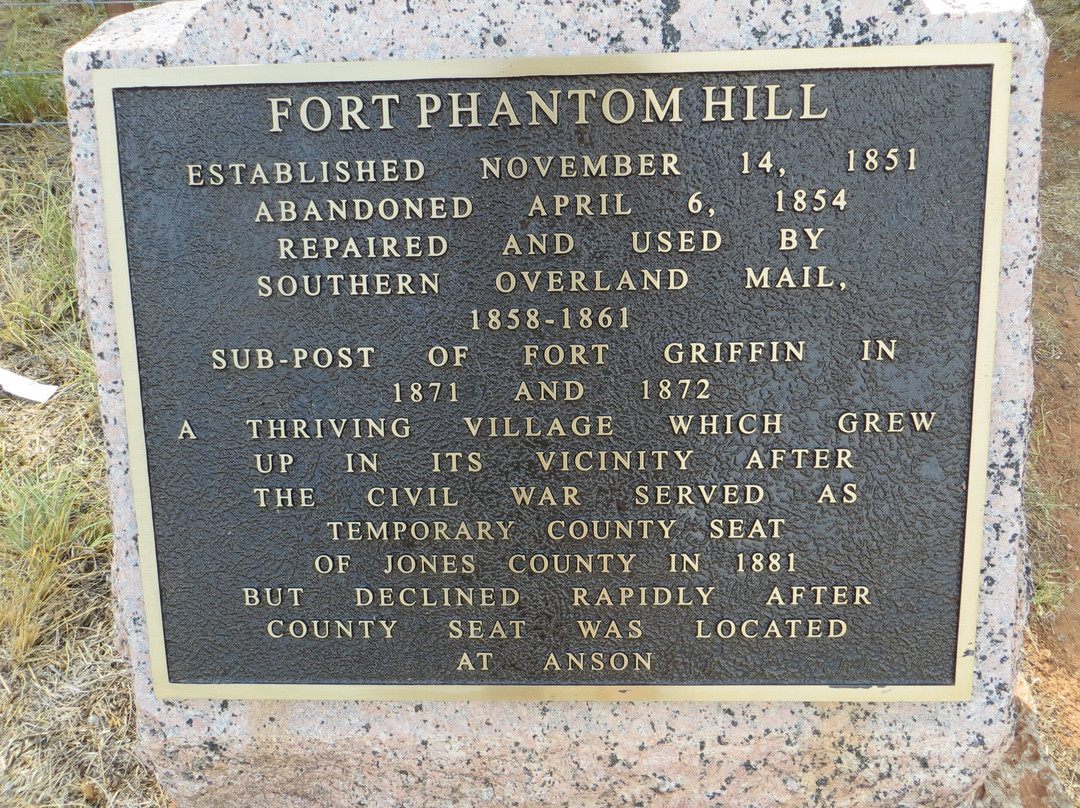 FORT PHANTOM HILL
ESTABLISHED NOVEMBER 14, 1851
ABANDONED APRIL 6, 1854
REPAIRED AND USED BY
SOUTHERN OVERLAND MAIL,
1858-1861
SUB-POST OF FORT GRIFFIN IN
1871 AND 1872
A THRIVING VILLAGE WHICH GREW
UP IN ITS VICINITY AFTER
THE CIVIL WAR SERVED AS
TEMPORARY COUNTY SEAT
OF JONES COUNTY IN 1881
BUT DECLINED RAPIDLY AFTER
COUNTY SEAT WAS LOCATED
AT ANSON